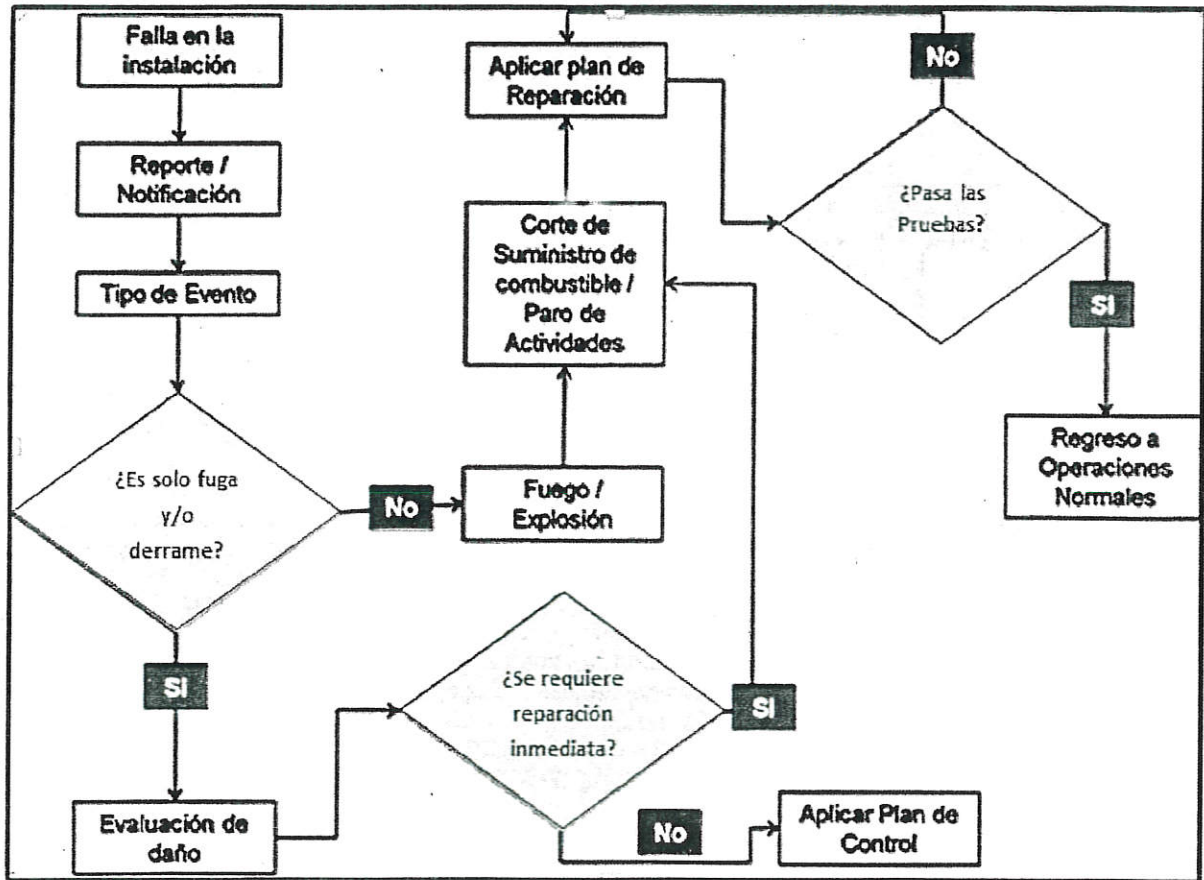 Falla en la
instalación
Reporte /
Notificación
Tipo de Evento
¿Es solo fuga
y/o
derrame?
No
Fuego /
Explosión
SI
Evaluación de
daño
¿Se requiere
reparación
inmediata?
SI
No
Aplicar Plan de
Control
Corte de
Suministro de
combustible /
Paro de
Actividades
Aplicar plan de
Reparación
¿Pasa las
Pruebas?
No
SI
Regreso a
Operaciones
Normales